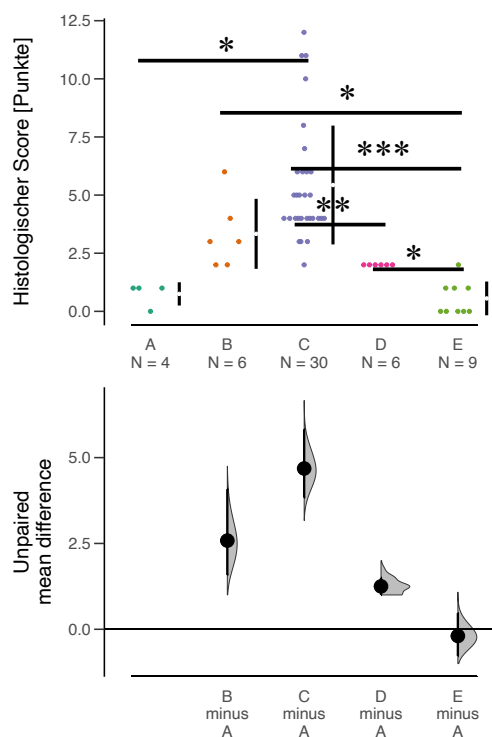 Histologischer Score [Punkte]
12.5
10.0
7.5
5.0
2.5
0.0
*
*
***
**
*
A B C D E
N = 4 N = 6 N = 30 N = 6 N = 9
Unpaired
mean difference
5.0
2.5
0.0
B C D E
minus minus minus minus
A A A A